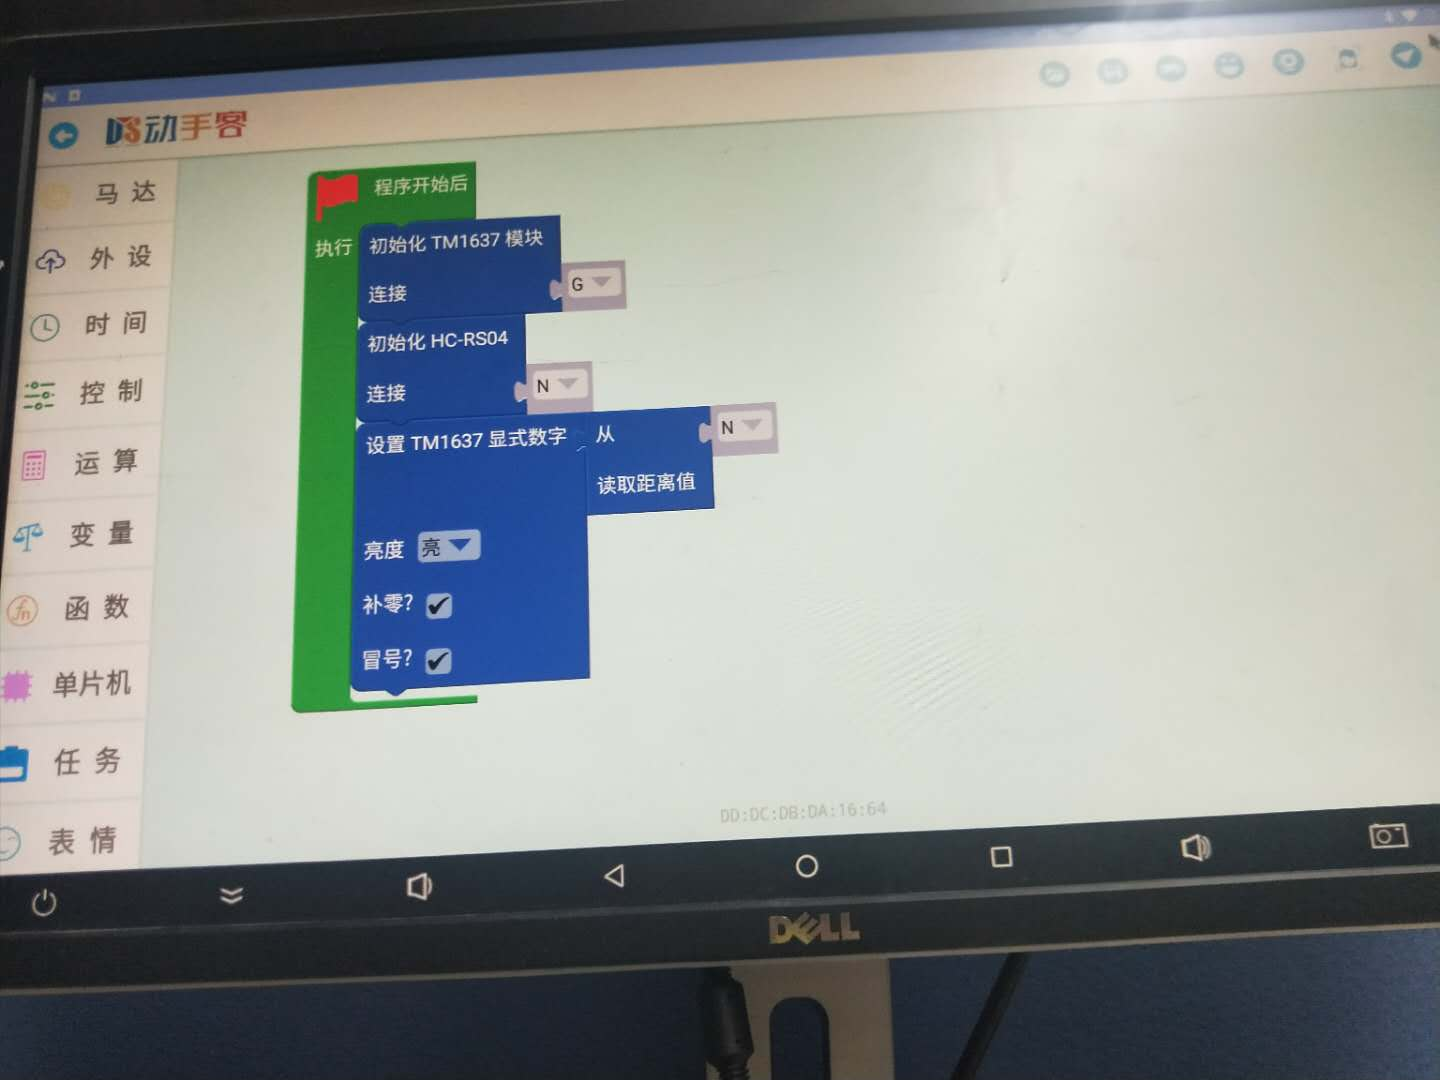 DS动手客
马达
外设
时间
控制
运算
变量
函数
单片机
任务
表情
程序开始后
执行
初始化 TM1637 模块
连接 G
初始化 HC-RS04
连接 N
设置 TM1637 显式数字 从 N
读取距离值
亮度 亮
补零?
冒号?
DD:DC:DB:DA:16:64
DELL